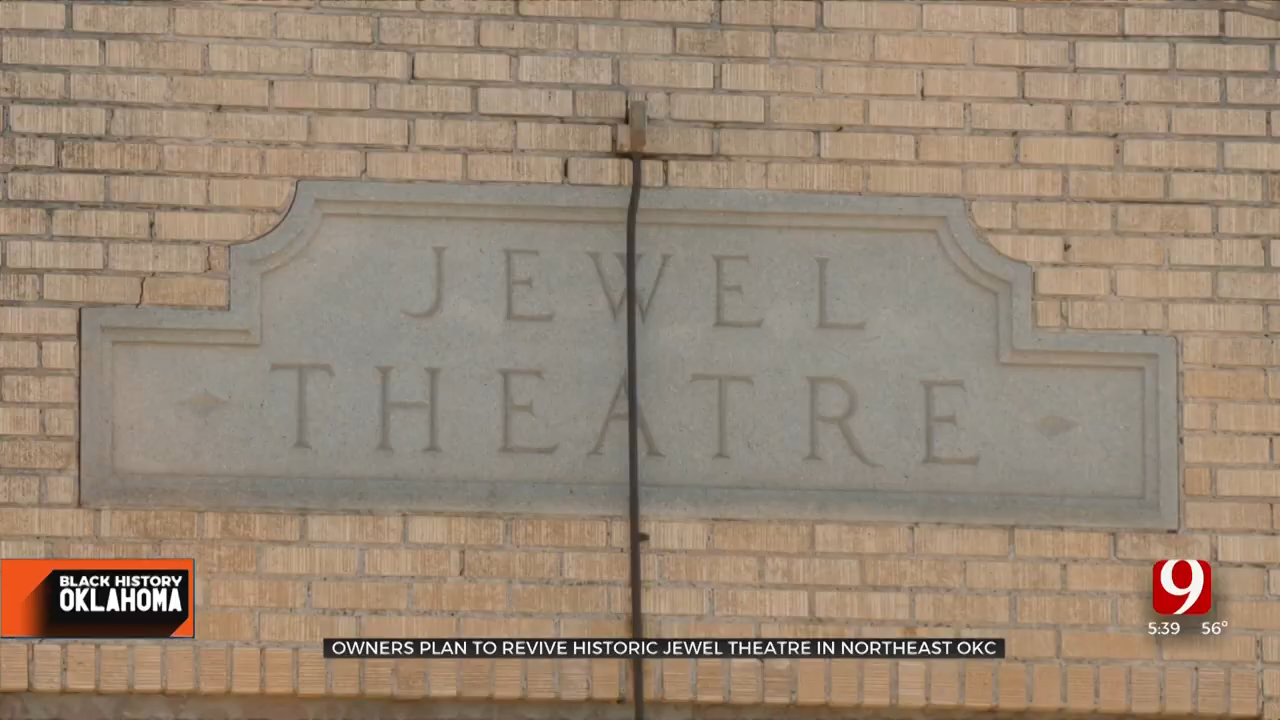 JEWEL
THEATRE
BLACK HISTORY
OKLAHOMA
9
5:39 56°
OWNERS PLAN TO REVIVE HISTORIC JEWEL THEATRE IN NORTHEAST OKC